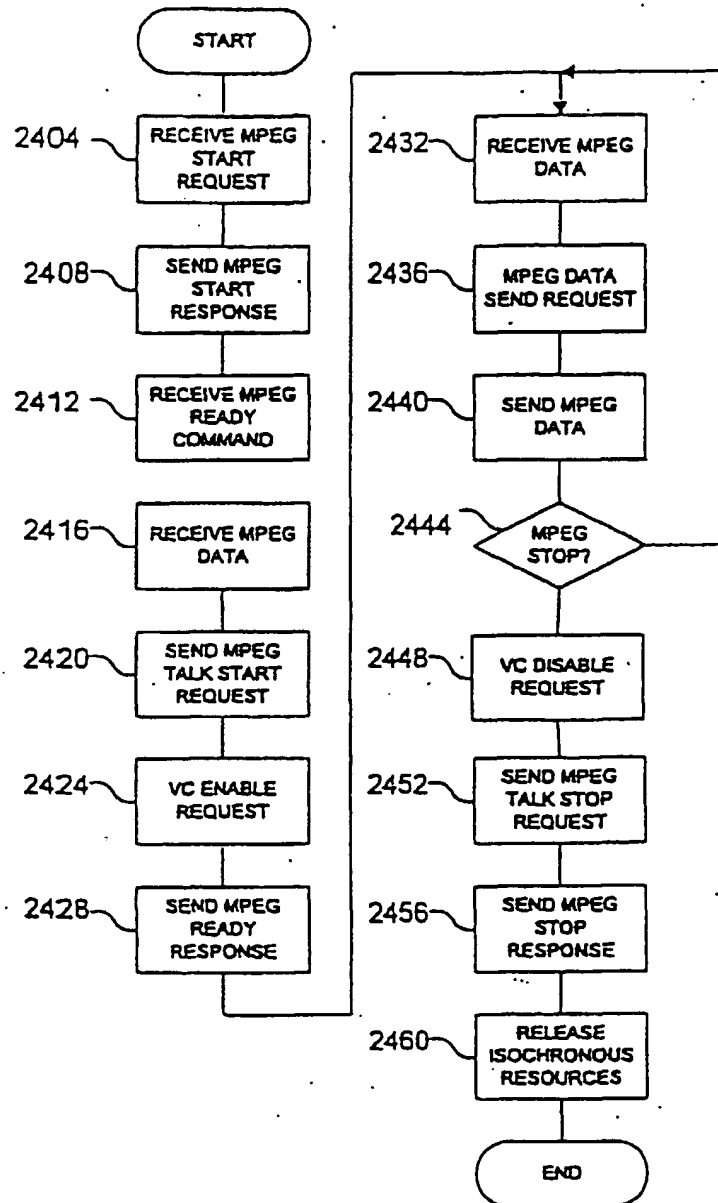 START
2404
RECEIVE MPEG
START
REQUEST
2408
SEND MPEG
START
RESPONSE
2412
RECEIVE MPEG
READY
COMMAND
2416
RECEIVE MPEG
DATA
2420
SEND MPEG
TALK START
REQUEST
2424
VC ENABLE
REQUEST
2428
SEND MPEG
READY
RESPONSE
2432
RECEIVE MPEG
DATA
2436
MPEG DATA
SEND REQUEST
2440
SEND MPEG
DATA
2444
MPEG
STOP?
2448
VC DISABLE
REQUEST
2452
SEND MPEG
TALK STOP
REQUEST
2456
SEND MPEG
STOP
RESPONSE
2460
RELEASE
ISOCHRONOUS
RESOURCES
END